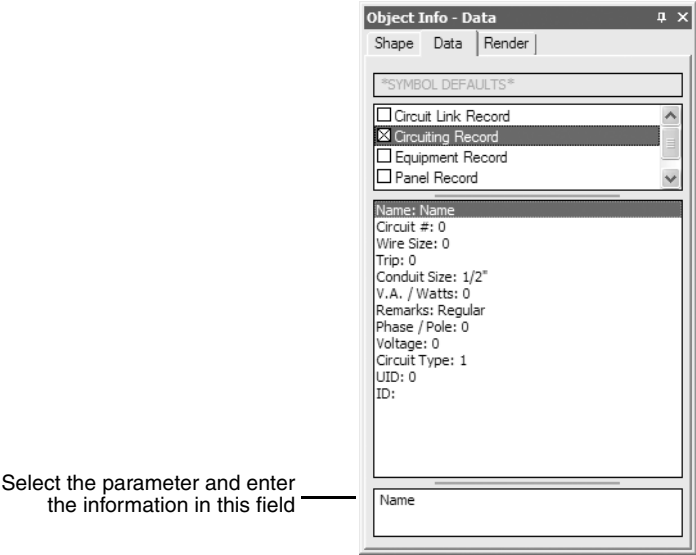 Object Info - Data
Shape Data Render
*SYMBOL DEFAULTS*
Circuit Link Record
Circuiting Record
Equipment Record
Panel Record
Name: Name
Circuit #: 0
Wire Size: 0
Trip: 0
Conduit Size: 1/2"
V.A. / Watts: 0
Remarks: Regular
Phase / Pole: 0
Voltage: 0
Circuit Type: 1
UID: 0
ID:
Select the parameter and enter
the information in this field
Name